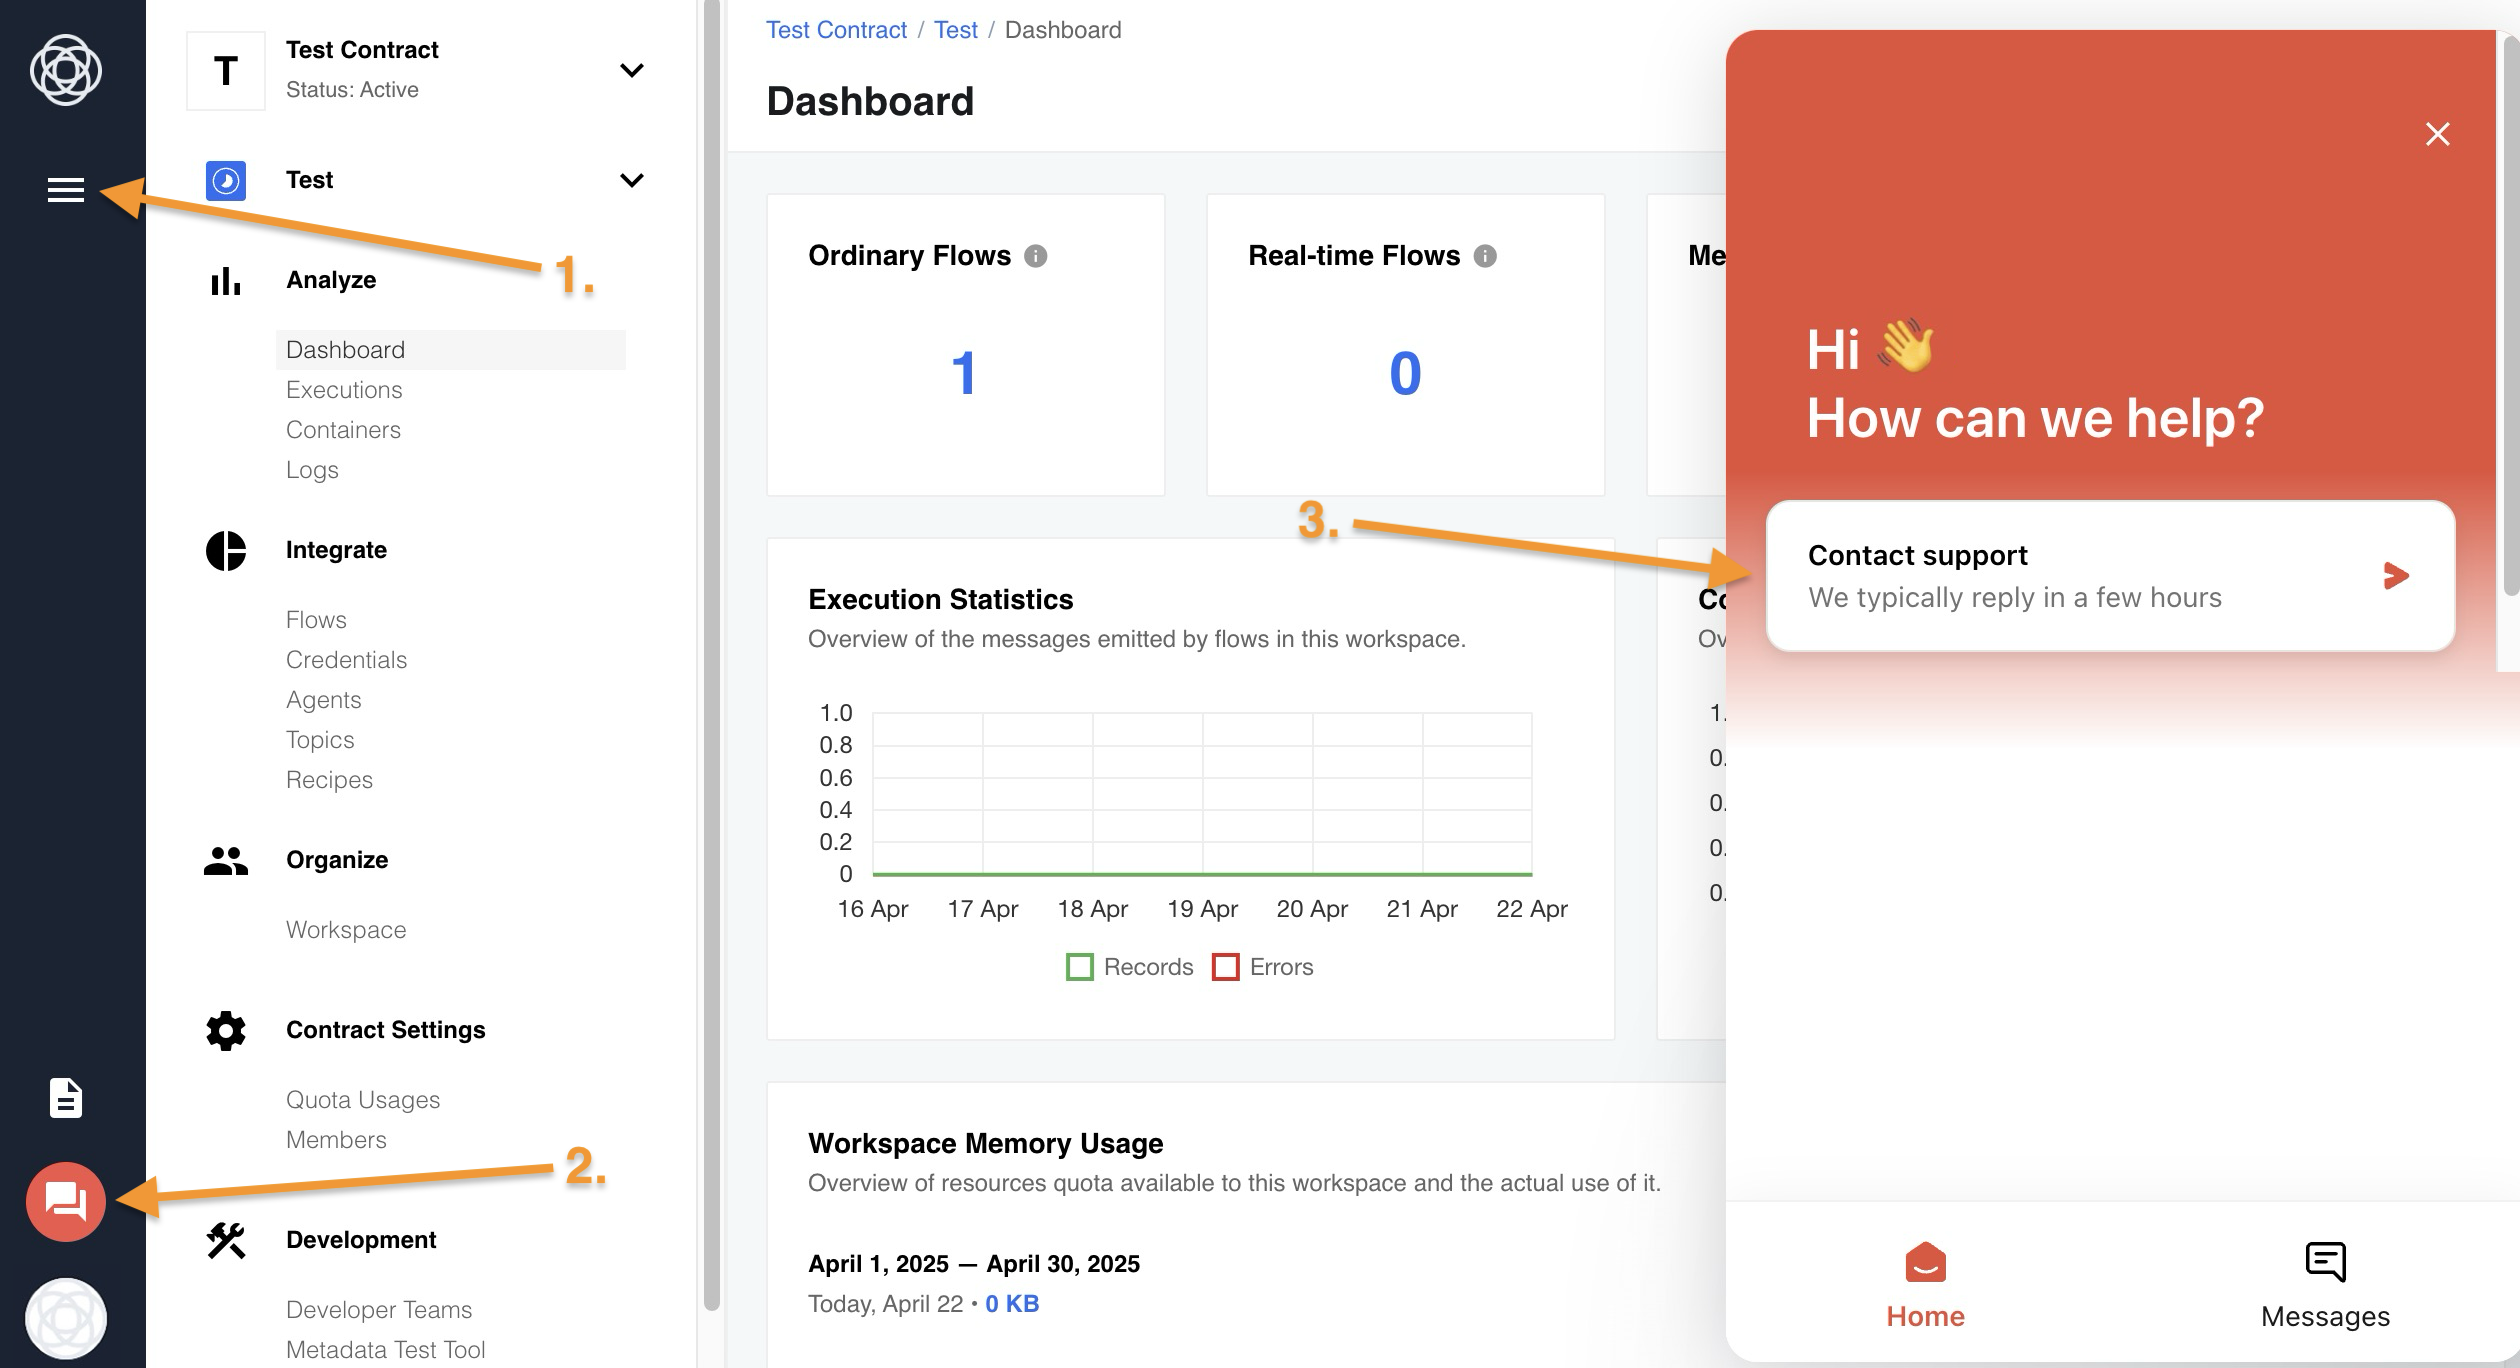 T
Test Contract
Status: Active
Test
1.
Analyze
Dashboard
Executions
Containers
Logs
Integrate
Flows
Credentials
Agents
Topics
Recipes
Organize
Workspace
Contract Settings
Quota Usages
Members
2.
Development
Developer Teams
Metadata Test Tool
Test Contract / Test / Dashboard
Dashboard
Ordinary Flows
1
Real-time Flows
0
Me
3.
Execution Statistics
Overview of the messages emitted by flows in this workspace.
1.0
0.8
0.6
0.4
0.2
0
16 Apr 17 Apr 18 Apr 19 Apr 20 Apr 21 Apr 22 Apr
Records Errors
Co
Ov
1.
0.
0.
0.
0.
Workspace Memory Usage
Overview of resources quota available to this workspace and the actual use of it.
April 1, 2025 — April 30, 2025
Today, April 22 • 0 KB
Hi 👋
How can we help?
Contact support
We typically reply in a few hours
Home
Messages